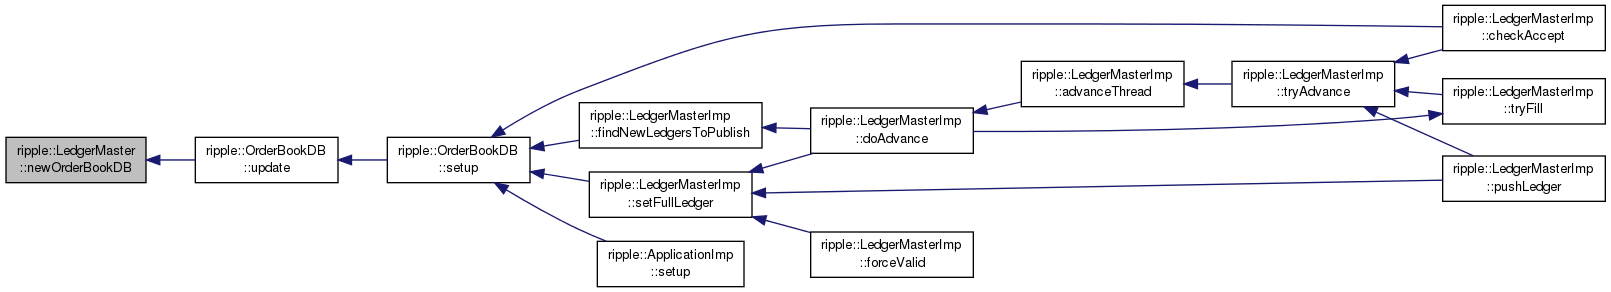 ripple::LedgerMaster
::newOrderBookDB
ripple::OrderBookDB
::update
ripple::OrderBookDB
::setup
ripple::LedgerMasterImp
::findNewLedgersToPublish
ripple::LedgerMasterImp
::setFullLedger
ripple::ApplicationImp
::setup
ripple::LedgerMasterImp
::doAdvance
ripple::LedgerMasterImp
::forceValid
ripple::LedgerMasterImp
::advanceThread
ripple::LedgerMasterImp
::tryAdvance
ripple::LedgerMasterImp
::checkAccept
ripple::LedgerMasterImp
::tryFill
ripple::LedgerMasterImp
::pushLedger